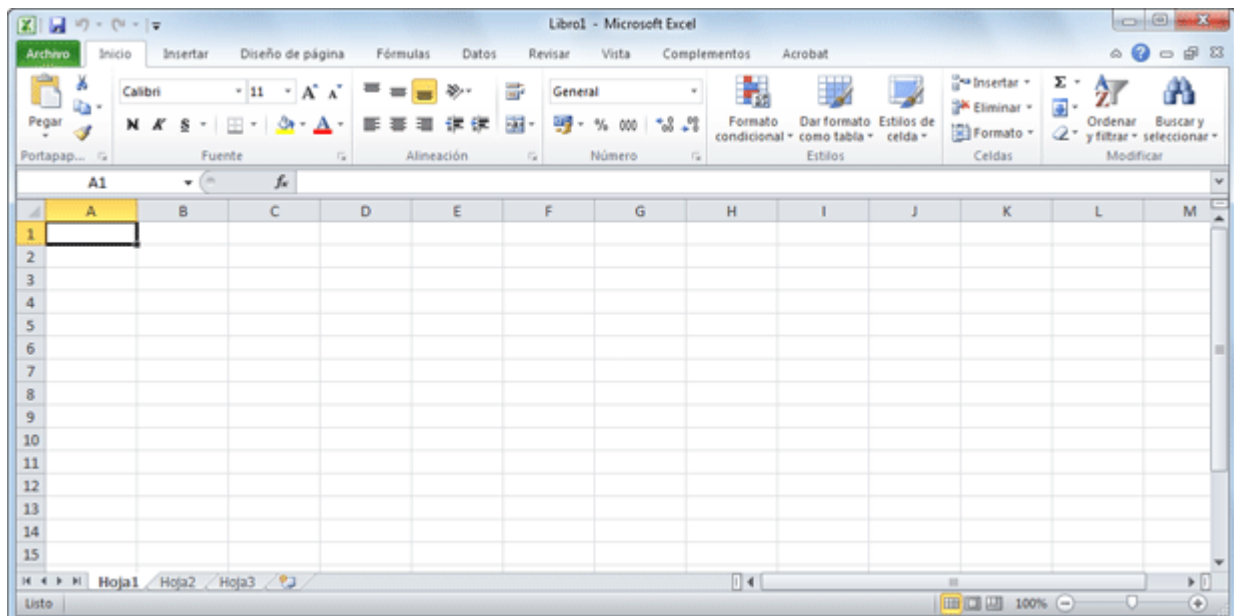 Libro1 - Microsoft Excel
Archivo Inicio Insertar Diseño de página Fórmulas Datos Revisar Vista Complementos Acrobat
Pegar
Calibri 11 A A
N K S A
General
% 000
Formato condicional
Dar formato como tabla
Estilos de celda
Insertar
Eliminar
Formato
Σ
Ordenar y filtrar
Buscar y seleccionar
Portapap... Fuente Alineación Número Estilos Celdas Modificar
A1 fx
A B C D E F G H I J K L M
1
2
3
4
5
6
7
8
9
10
11
12
13
14
15
Hoja1 Hoja2 Hoja3
Listo 100%